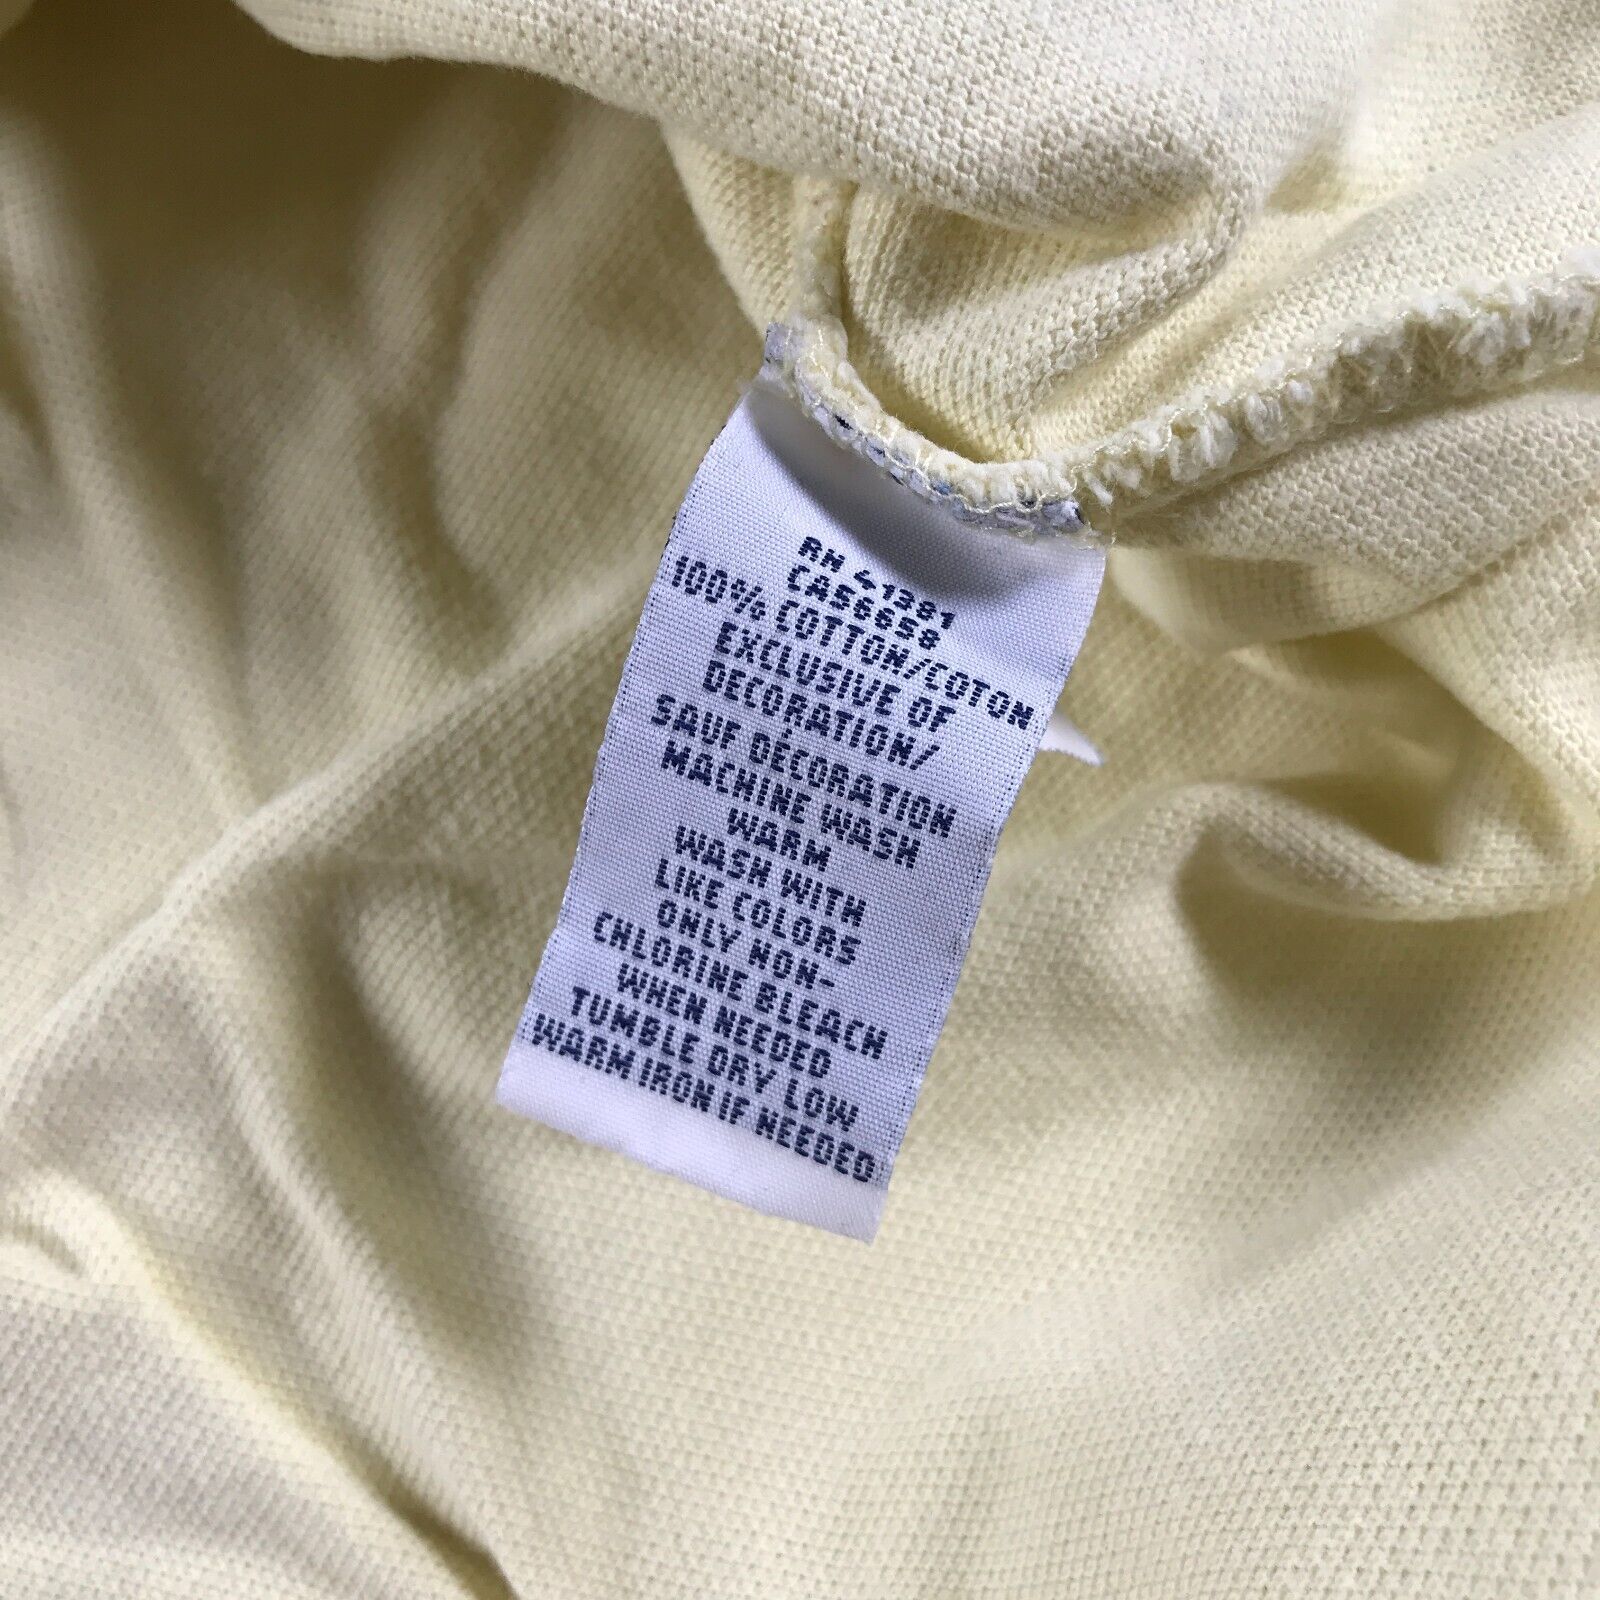 RN 41381
CA56658
100% COTTON/COTON
EXCLUSIVE OF
DECORATION/
SAUF DÉCORATION
MACHINE WASH
WARM
WASH WITH
LIKE COLORS
ONLY NON-
CHLORINE BLEACH
WHEN NEEDED
TUMBLE DRY LOW
WARM IRON IF NEEDED